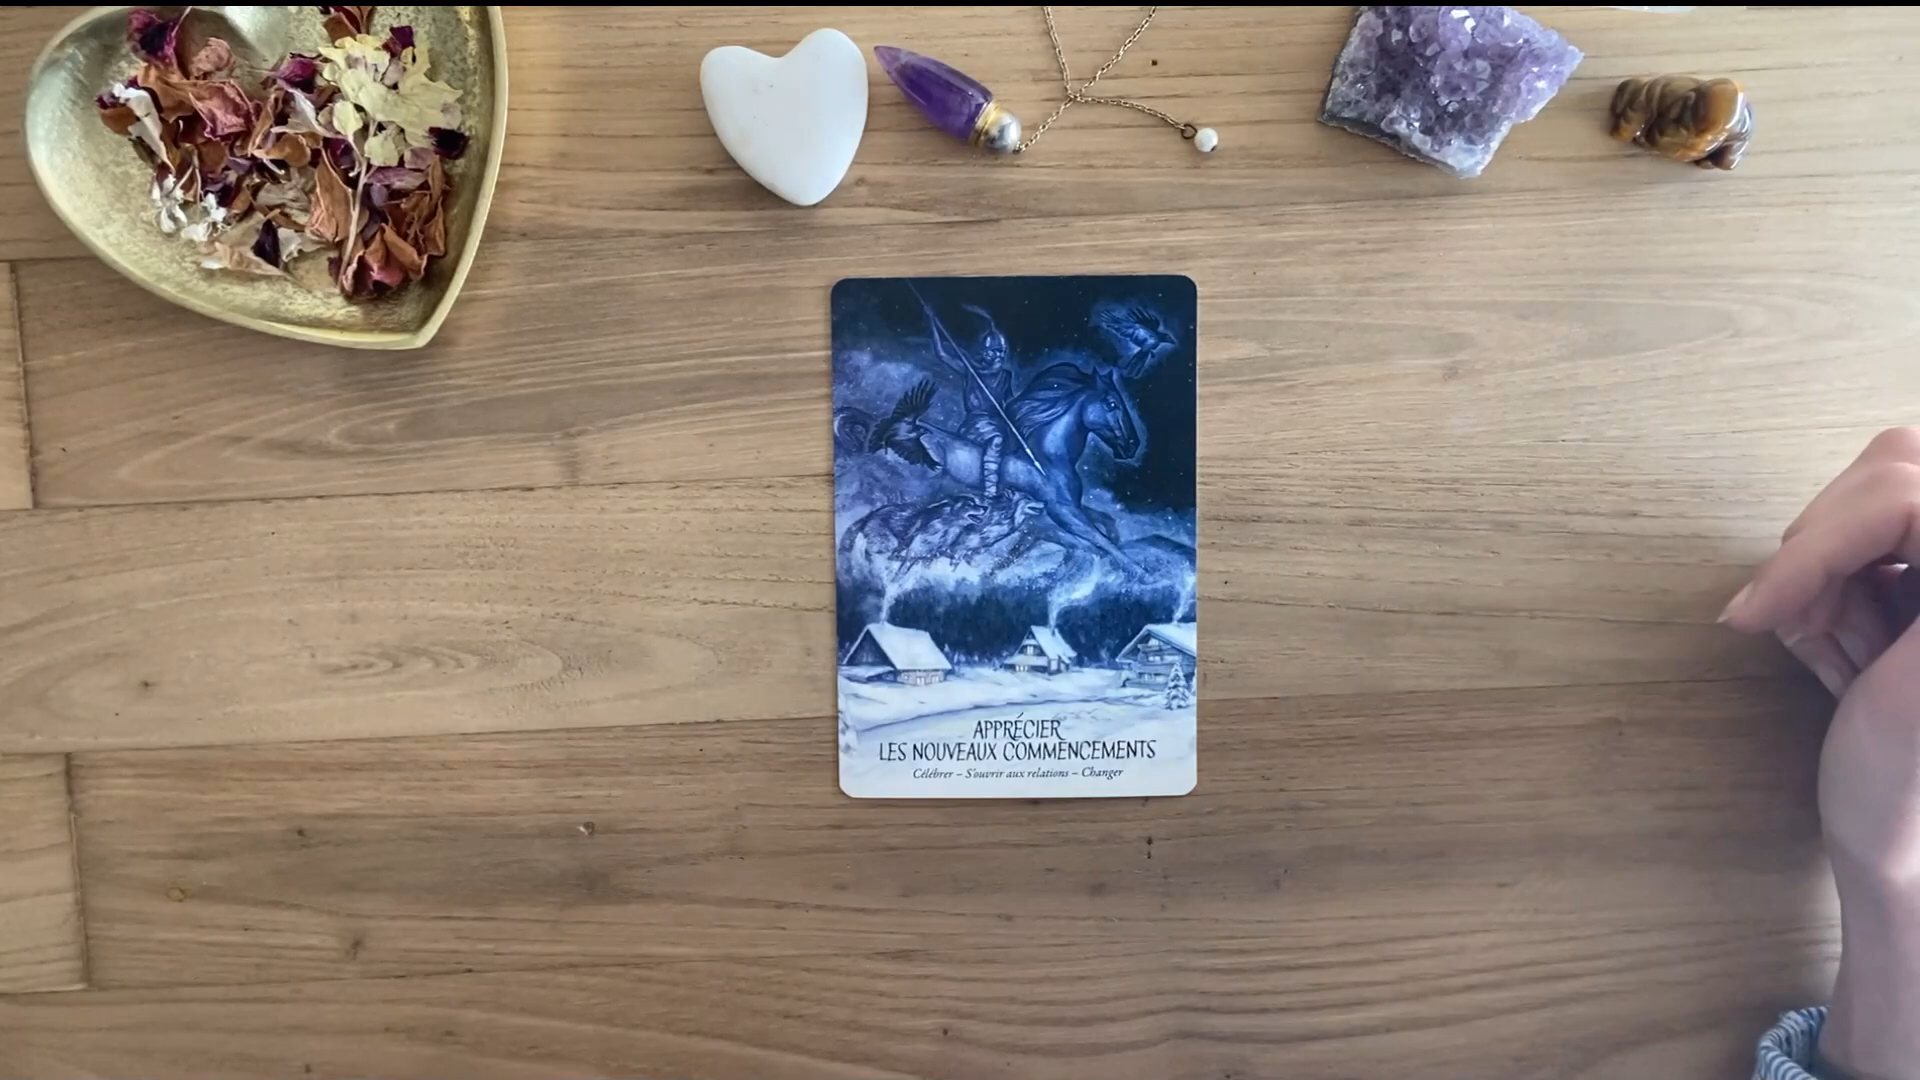 APPRÉCIER
LES NOUVEAUX COMMENCEMENTS
Célébrer – S'ouvrir aux relations – Changer